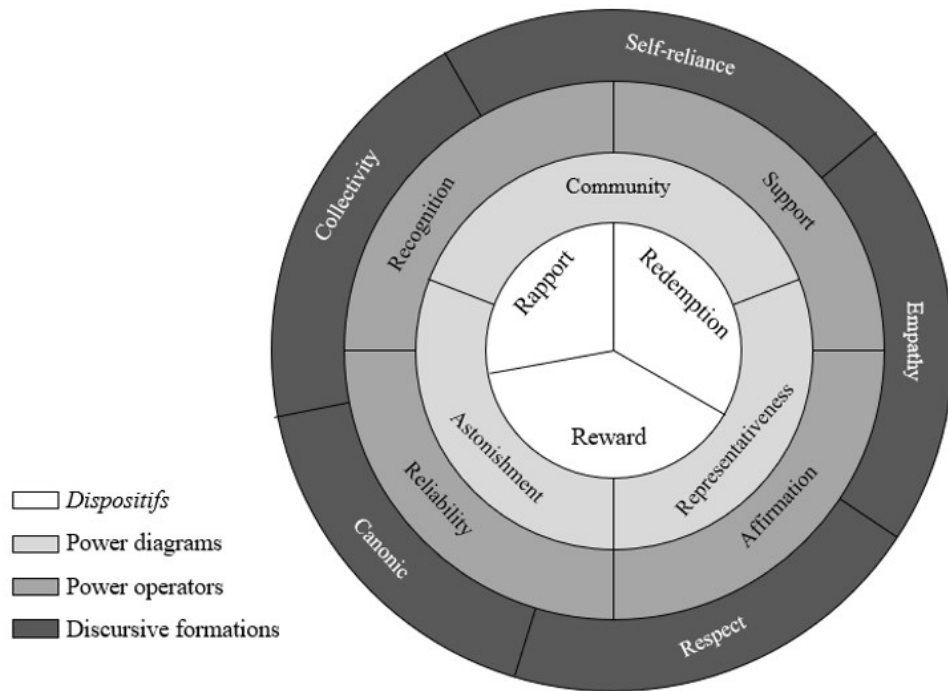 Self-reliance
Collectivity
Recognition
Community
Support
Rapport
Redemption
Empathy
Reward
Astonishment
Representativeness
Reliability
Affirmation
Canonic
Respect
Dispositifs
Power diagrams
Power operators
Discursive formations